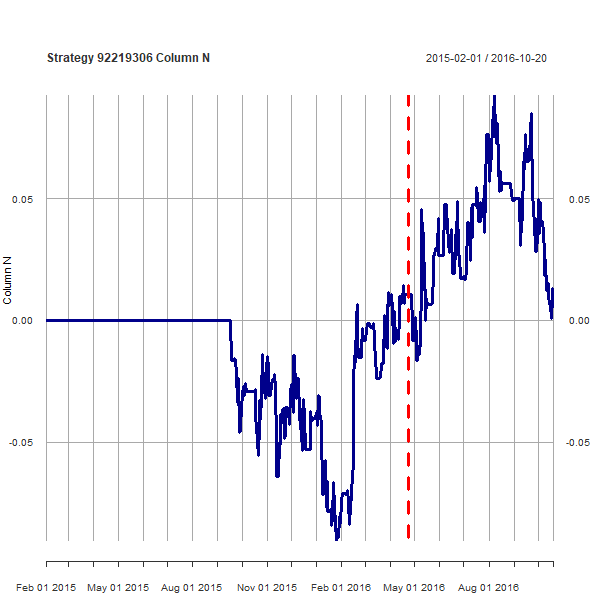 Strategy 92219306 Column N
2015-02-01 / 2016-10-20
0.05
0.05
0.00
0.00
-0.05
-0.05
Column N
Feb 01 2015
May 01 2015
Aug 01 2015
Nov 01 2015
Feb 01 2016
May 01 2016
Aug 01 2016